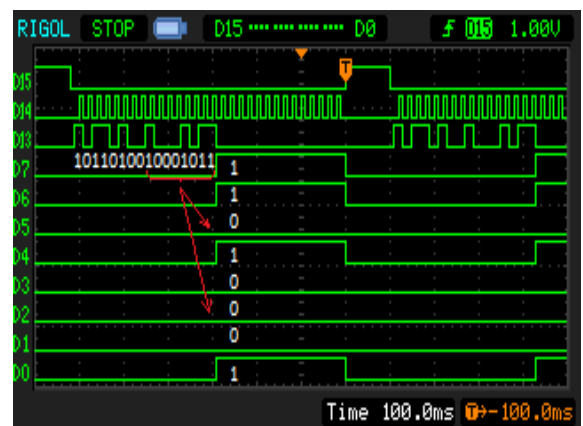 RIGOL STOP D15 ···· ···· ···· ···· D0 D15 1.00V
T
D15
D14
D13
1011010010001011
D7 1
D6 1
D5 0
D4 1
D3 0
D2 0
D1 0
D0 1
Time 100.0ms T→-100.0ms